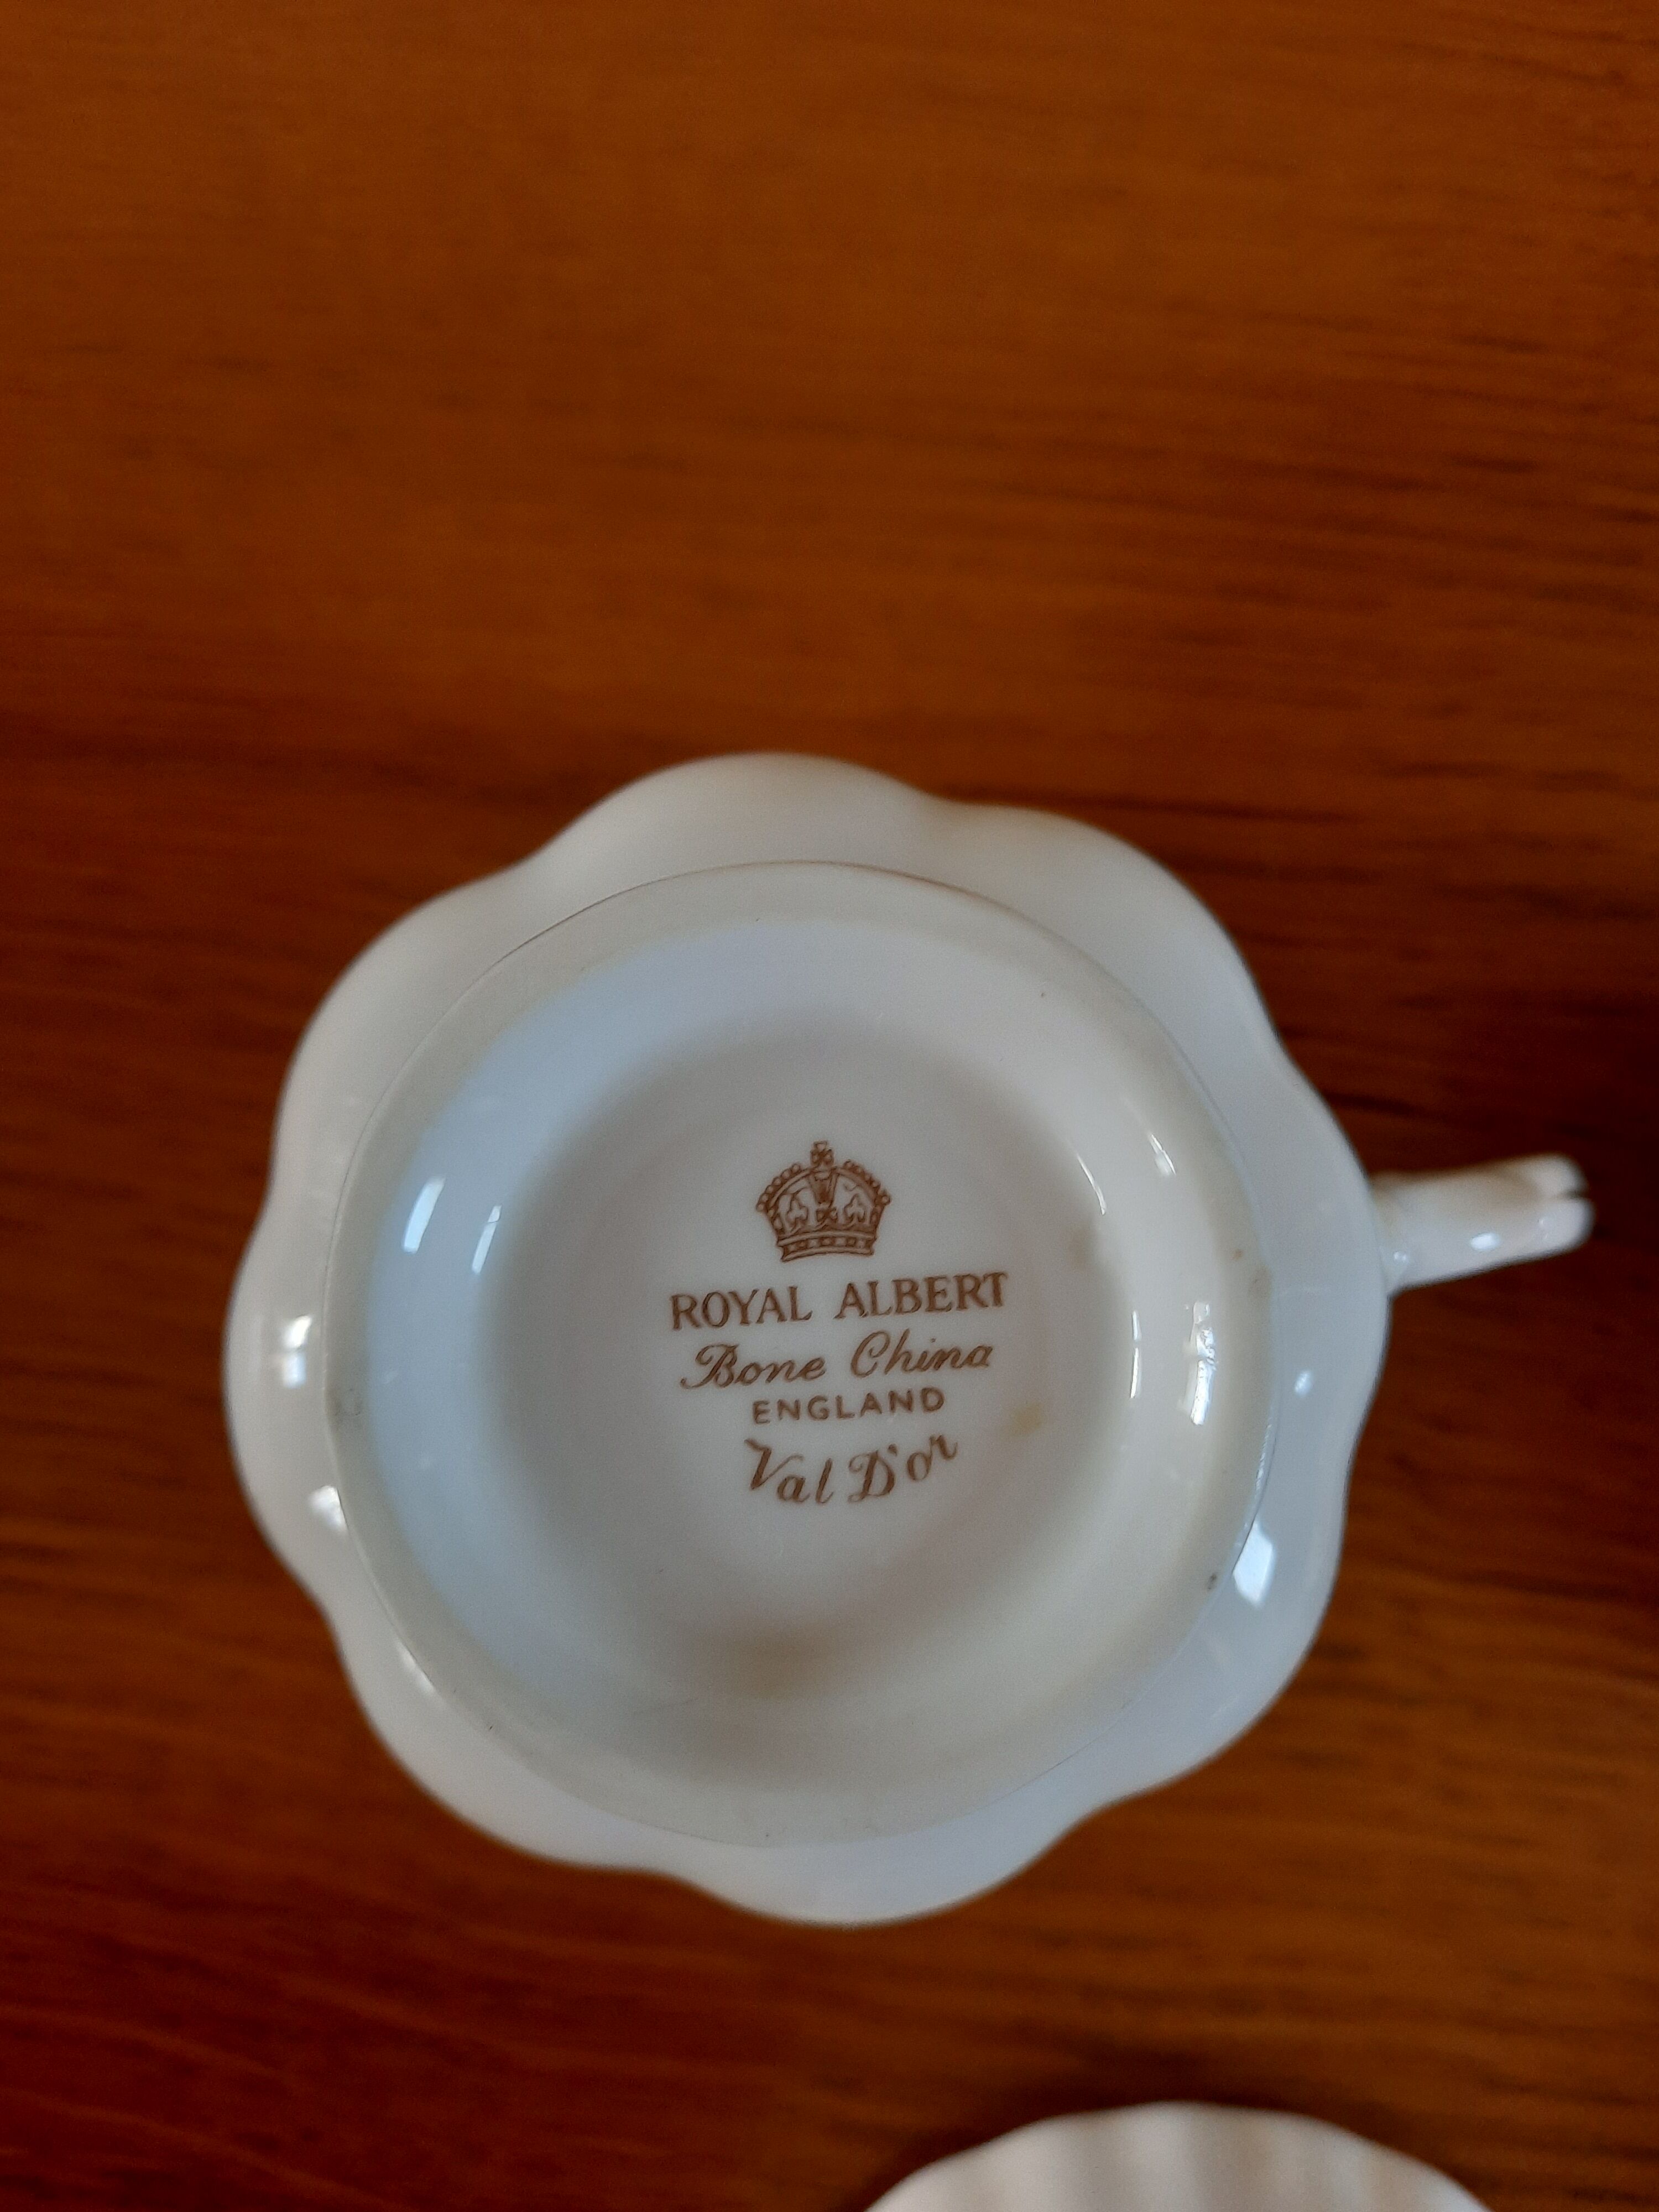 ROYAL ALBERT
Bone China
ENGLAND
Val D'or